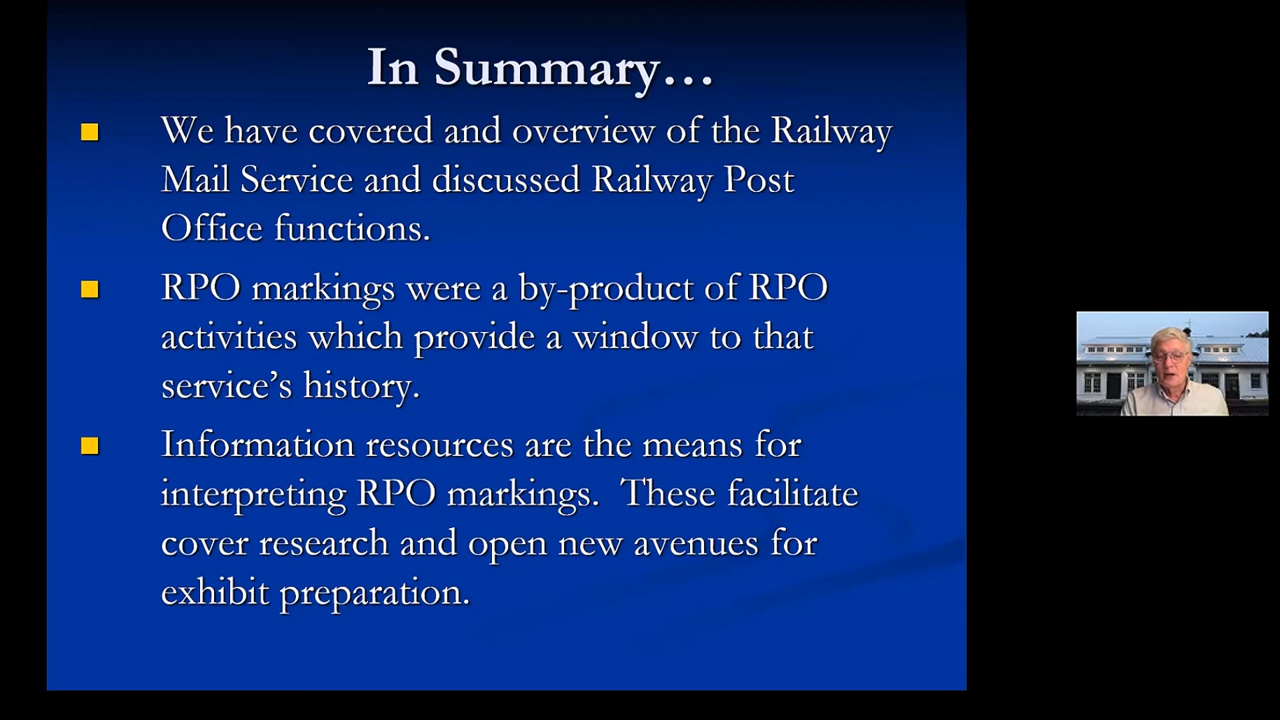 In Summary…
We have covered and overview of the Railway
Mail Service and discussed Railway Post
Office functions.
RPO markings were a by-product of RPO
activities which provide a window to that
service’s history.
Information resources are the means for
interpreting RPO markings.  These facilitate
cover research and open new avenues for
exhibit preparation.